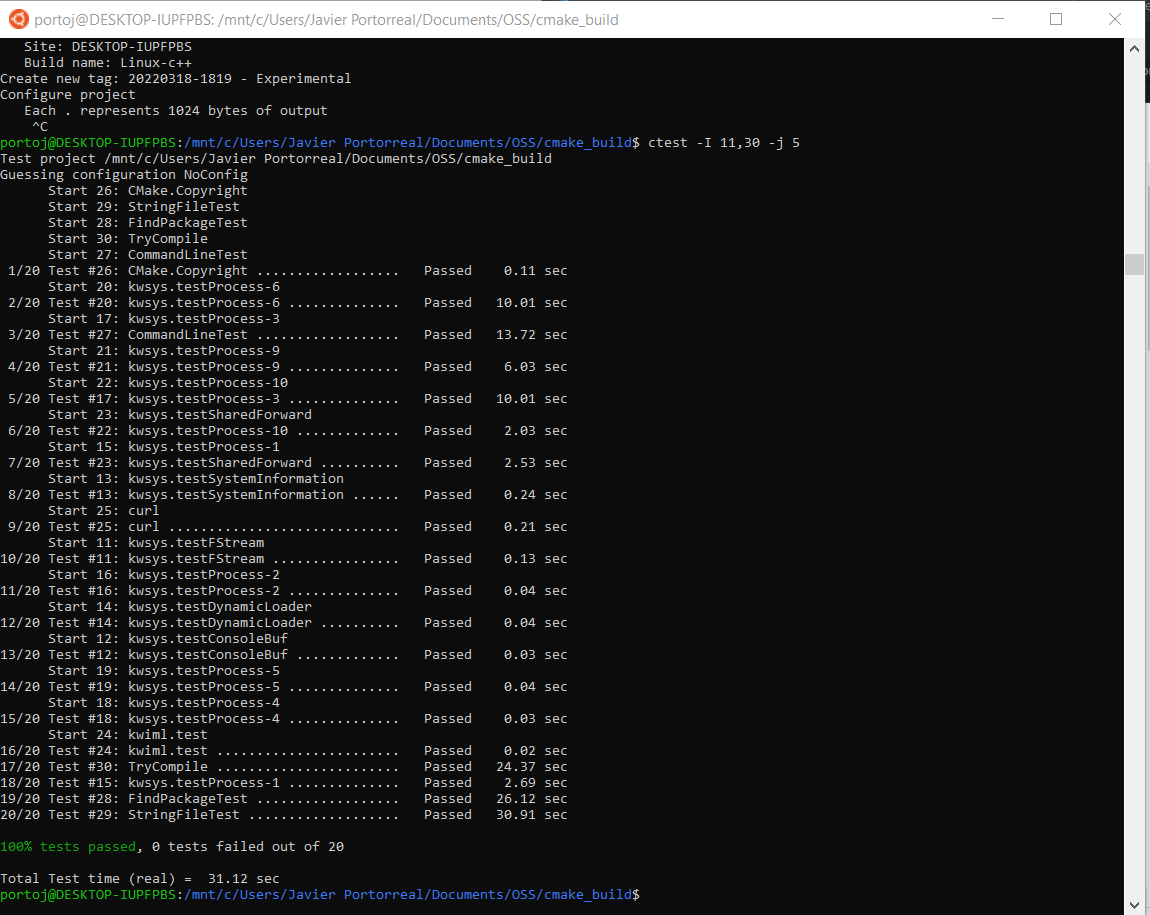 portoj@DESKTOP-IUPFPBS: /mnt/c/Users/Javier Portorreal/Documents/OSS/cmake_build
   Site: DESKTOP-IUPFPBS
   Build name: Linux-c++
Create new tag: 20220318-1819 - Experimental
Configure project
   Each . represents 1024 bytes of output
    ^C
portoj@DESKTOP-IUPFPBS:/mnt/c/Users/Javier Portorreal/Documents/OSS/cmake_build$ ctest -I 11,30 -j 5
Test project /mnt/c/Users/Javier Portorreal/Documents/OSS/cmake_build
Guessing configuration NoConfig
      Start 26: CMake.Copyright
      Start 29: StringFileTest
      Start 28: FindPackageTest
      Start 30: TryCompile
      Start 27: CommandLineTest
 1/20 Test #26: CMake.Copyright ..................   Passed    0.11 sec
      Start 20: kwsys.testProcess-6
 2/20 Test #20: kwsys.testProcess-6 ..............   Passed   10.01 sec
      Start 17: kwsys.testProcess-3
 3/20 Test #27: CommandLineTest ..................   Passed   13.72 sec
      Start 21: kwsys.testProcess-9
 4/20 Test #21: kwsys.testProcess-9 ..............   Passed    6.03 sec
      Start 22: kwsys.testProcess-10
 5/20 Test #17: kwsys.testProcess-3 ..............   Passed   10.01 sec
      Start 23: kwsys.testSharedForward
 6/20 Test #22: kwsys.testProcess-10 .............   Passed    2.03 sec
      Start 15: kwsys.testProcess-1
 7/20 Test #23: kwsys.testSharedForward ..........   Passed    2.53 sec
      Start 13: kwsys.testSystemInformation
 8/20 Test #13: kwsys.testSystemInformation ......   Passed    0.24 sec
      Start 25: curl
 9/20 Test #25: curl .............................   Passed    0.21 sec
      Start 11: kwsys.testFStream
10/20 Test #11: kwsys.testFStream ................   Passed    0.13 sec
      Start 16: kwsys.testProcess-2
11/20 Test #16: kwsys.testProcess-2 ..............   Passed    0.04 sec
      Start 14: kwsys.testDynamicLoader
12/20 Test #14: kwsys.testDynamicLoader ..........   Passed    0.04 sec
      Start 12: kwsys.testConsoleBuf
13/20 Test #12: kwsys.testConsoleBuf .............   Passed    0.03 sec
      Start 19: kwsys.testProcess-5
14/20 Test #19: kwsys.testProcess-5 ..............   Passed    0.04 sec
      Start 18: kwsys.testProcess-4
15/20 Test #18: kwsys.testProcess-4 ..............   Passed    0.03 sec
      Start 24: kwiml.test
16/20 Test #24: kwiml.test .......................   Passed    0.02 sec
17/20 Test #30: TryCompile .......................   Passed   24.37 sec
18/20 Test #15: kwsys.testProcess-1 ..............   Passed    2.69 sec
19/20 Test #28: FindPackageTest ..................   Passed   26.12 sec
20/20 Test #29: StringFileTest ...................   Passed   30.91 sec

100% tests passed, 0 tests failed out of 20

Total Test time (real) =  31.12 sec
portoj@DESKTOP-IUPFPBS:/mnt/c/Users/Javier Portorreal/Documents/OSS/cmake_build$